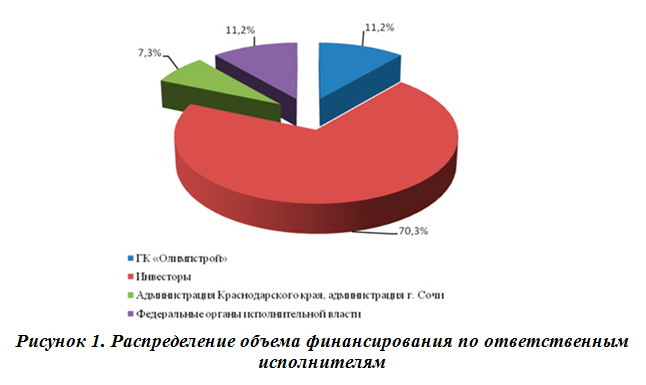 11,2%
11,2%
7,3%
70,3%
ГК «Олимпстрой»
Инвесторы
Администрация Краснодарского края, администрация г. Сочи
Федеральные органы исполнительной власти
Рисунок 1. Распределение объема финансирования по ответственным
исполнителям